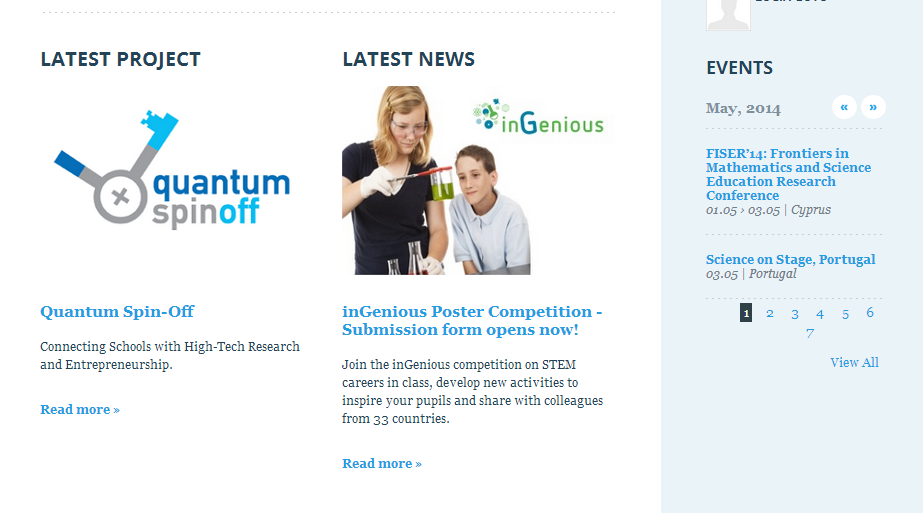 LATEST PROJECT
quantum
spinoff
Quantum Spin-Off
Connecting Schools with High-Tech Research
and Entrepreneurship.
Read more »
LATEST NEWS
inGenious
inGenious Poster Competition -
Submission form opens now!
Join the inGenious competition on STEM
careers in class, develop new activities to
inspire your pupils and share with colleagues
from 33 countries.
Read more »
EVENTS
May, 2014
« »
FISER'14: Frontiers in
Mathematics and Science
Education Research
Conference
01.05 › 03.05 | Cyprus
Science on Stage, Portugal
03.05 | Portugal
1 2 3 4 5 6
7
View All